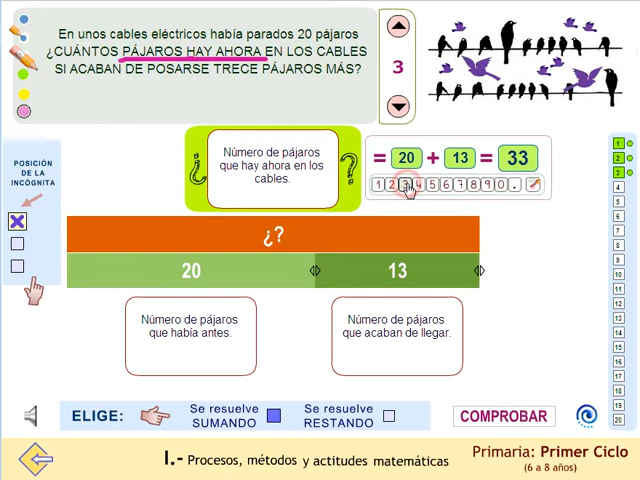 En unos cables eléctricos había parados 20 pájaros
¿CUÁNTOS PÁJAROS HAY AHORA EN LOS CABLES
SI ACABAN DE POSARSE TRECE PÁJAROS MÁS?
3
¿
Número de pájaros
que hay ahora en los
cables.
?
= 20 + 13 = 33
1 2 3 4 5 6 7 8 9 0 .
POSICIÓN
DE LA
INCÓGNITA
¿?
20 13
Número de pájaros
que había antes.
Número de pájaros
que acaban de llegar.
1
2
3
4
5
6
7
8
9
10
11
12
13
14
15
16
17
18
19
20
ELIGE:
Se resuelve
SUMANDO
Se resuelve
RESTANDO
COMPROBAR
I.- Procesos, métodos y actitudes matemáticas
Primaria: Primer Ciclo
(6 a 8 años)